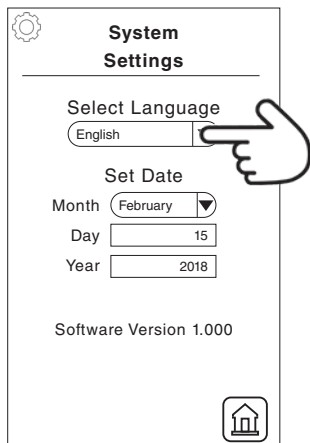 System
Settings
Select Language
English
Set Date
Month February
Day 15
Year 2018
Software Version 1.000